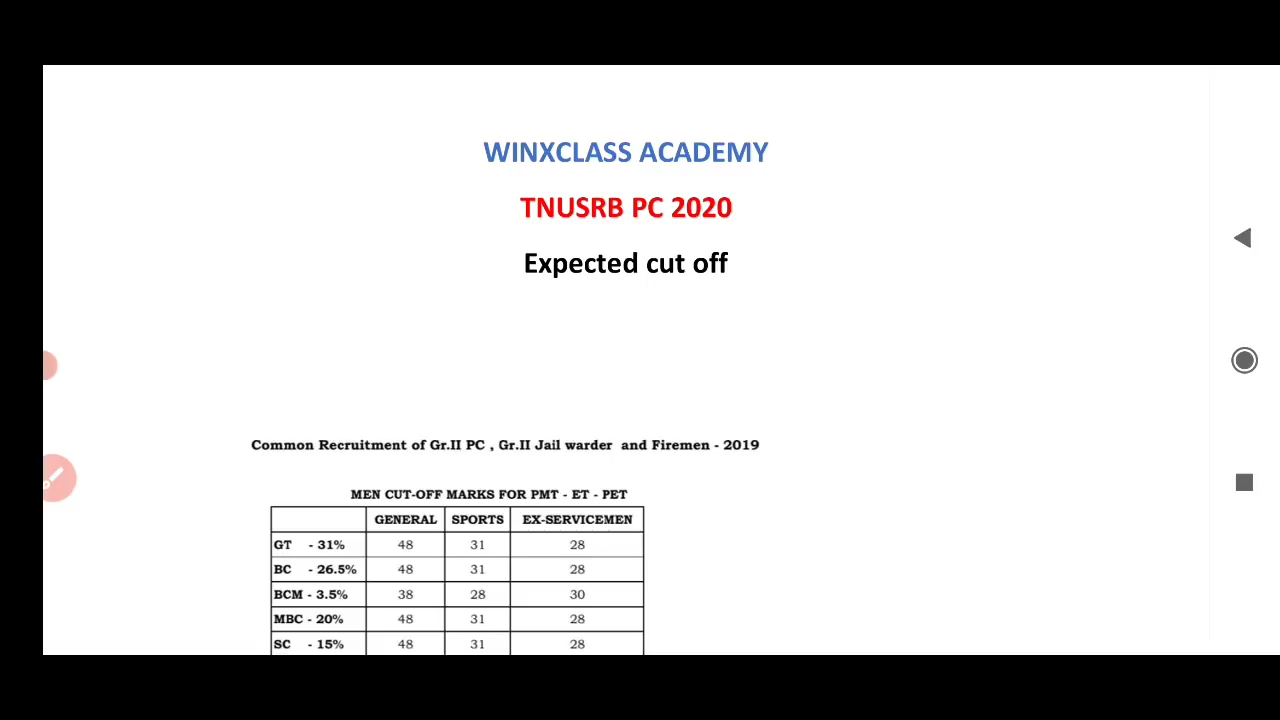 WINXCLASS ACADEMY
TNUSRB PC 2020
Expected cut off
Common Recruitment of Gr.II PC , Gr.II Jail warder and Firemen - 2019
MEN CUT-OFF MARKS FOR PMT - ET - PET
GENERAL SPORTS EX-SERVICEMEN
GT - 31% 48 31 28
BC - 26.5% 48 31 28
BCM - 3.5% 38 28 30
MBC - 20% 48 31 28
SC - 15% 48 31 28